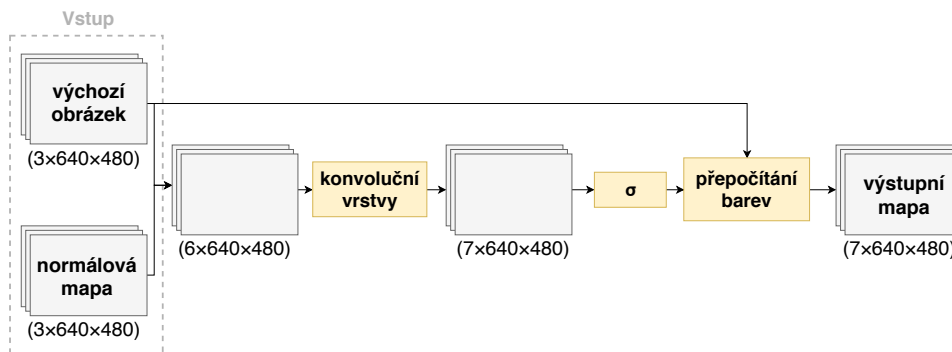 Vstup
výchozí
obrázek
(3×640×480)
normálová
mapa
(3×640×480)
(6×640×480)
konvoluční
vrstvy
(7×640×480)
σ
přepočítání
barev
výstupní
mapa
(7×640×480)